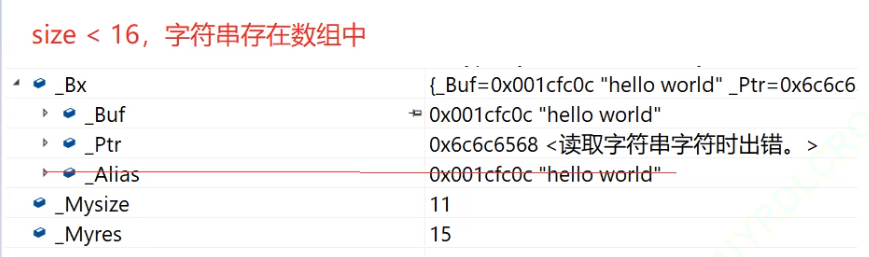 size < 16，字符串存在数组中
_Bx {_Buf=0x001cfc0c "hello world" _Ptr=0x6c6c6
_Buf 0x001cfc0c "hello world"
_Ptr 0x6c6c6568 <读取字符串字符时出错。>
_Alias 0x001cfc0c "hello world"
_Mysize 11
_Myres 15